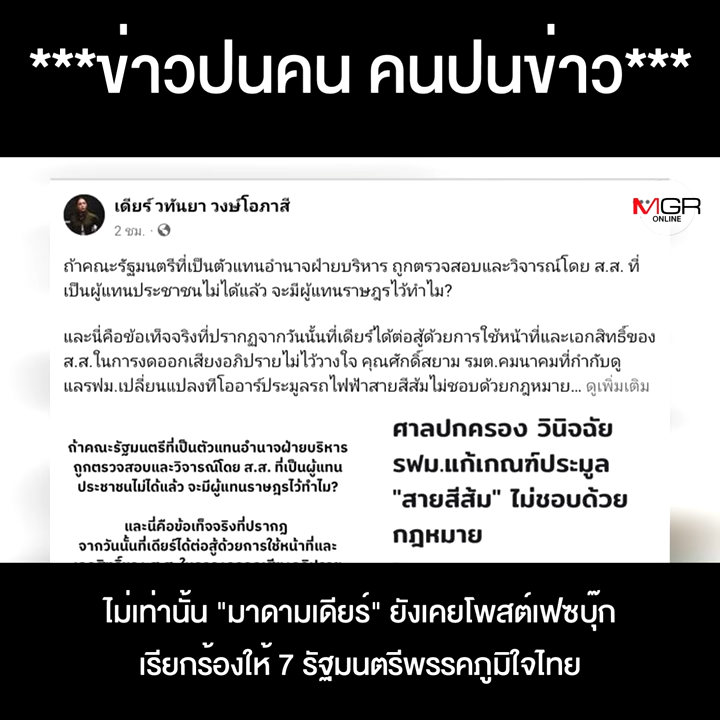 ***ข่าวปนคน คนปนข่าว***
เดียร์ วทันยา วงษ์โอภาสี
2 ชม. ·
MGR
ONLINE
ถ้าคณะรัฐมนตรีที่เป็นตัวแทนอำนาจฝ่ายบริหาร ถูกตรวจสอบและวิจารณ์โดย ส.ส. ที่
เป็นผู้แทนประชาชนไม่ได้แล้ว จะมีผู้แทนราษฎรไว้ทำไม?
และนี่คือข้อเท็จจริงที่ปรากฏจากวันนั้นที่เดียร์ได้ต่อสู้ด้วยการใช้หน้าที่และเอกสิทธิ์ของ
ส.ส.ในการงดออกเสียงอภิปรายไม่ไว้วางใจ คุณศักดิ์สยาม รมต.คมนาคมที่กำกับดู
แลรฟม.เปลี่ยนแปลงทีโออาร์ประมูลรถไฟฟ้าสายสีส้มไม่ชอบด้วยกฎหมาย... ดูเพิ่มเติม
ถ้าคณะรัฐมนตรีที่เป็นตัวแทนอำนาจฝ่ายบริหาร
ถูกตรวจสอบและวิจารณ์โดย ส.ส. ที่เป็นผู้แทน
ประชาชนไม่ได้แล้ว จะมีผู้แทนราษฎรไว้ทำไม?
และนี่คือข้อเท็จจริงที่ปรากฏ
จากวันนั้นที่เดียร์ได้ต่อสู้ด้วยการใช้หน้าที่และ
ศาลปกครอง วินิจฉัย
รฟม.แก้เกณฑ์ประมูล
"สายสีส้ม" ไม่ชอบด้วย
กฎหมาย
ไม่เท่านั้น "มาดามเดียร์" ยังเคยโพสต์เฟซบุ๊ก
เรียกร้องให้ 7 รัฐมนตรีพรรคภูมิใจไทย